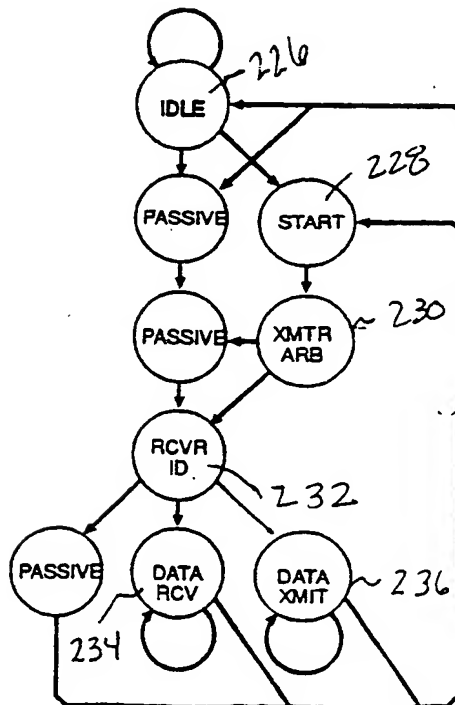 226
IDLE
228
PASSIVE
START
PASSIVE
XMTR
ARB
230
RCVR
ID
232
PASSIVE
DATA
RCV
DATA
XMIT
236
234